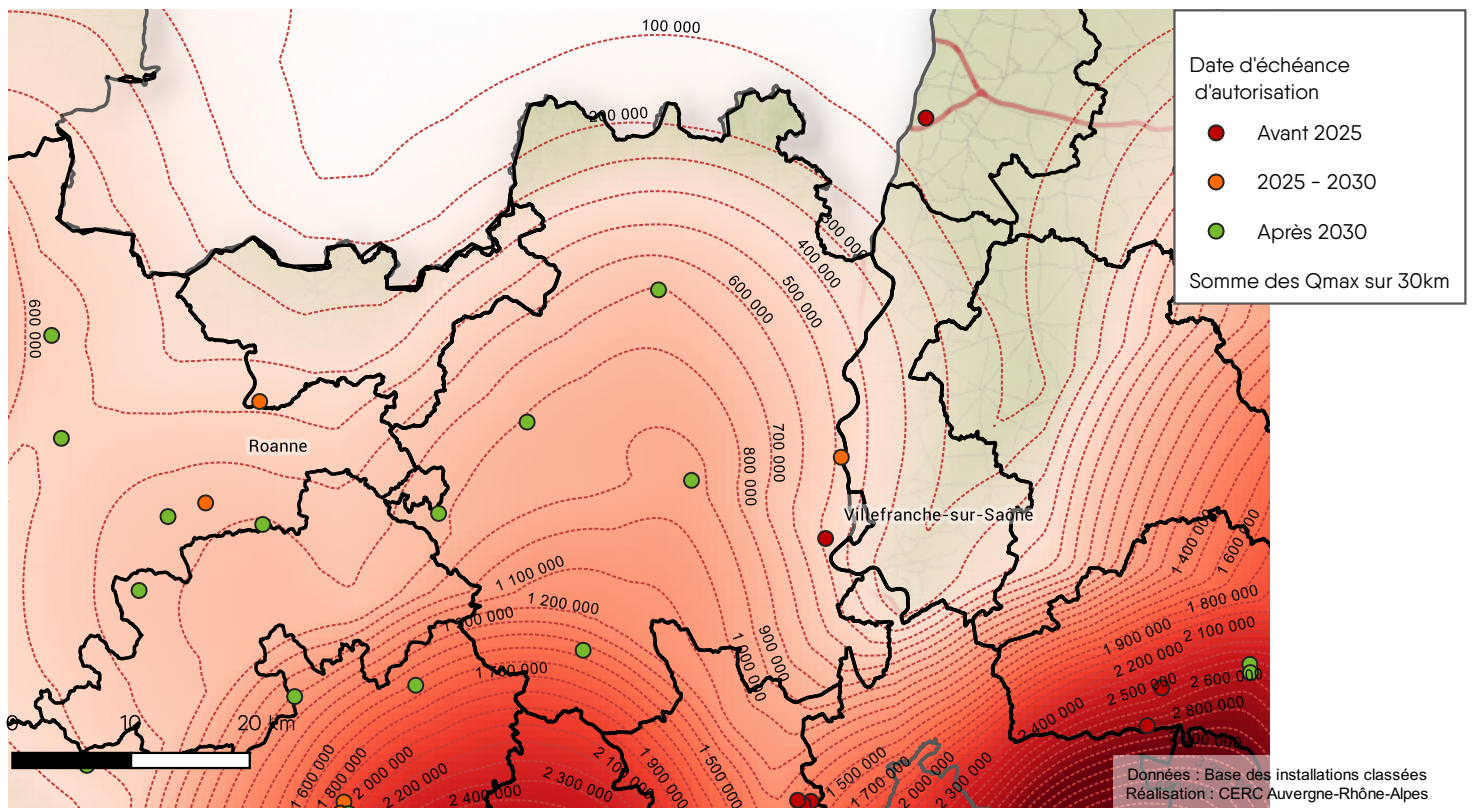 100 000
200 000
300 000
400 000
500 000
600 000
600 000
700 000
800 000
Roanne
Villefranche-sur-Saône
1 100 000
1 200 000
1 700 000
900 000
1 000 000
1 400 000
1 600 000
1 800 000
1 900 000
2 100 000
2 200 000
2 500 000
2 600 000
2 800 000
2 400 000
0
10
20 km
1 600 000
1 800 000
2 000 000
2 200 000
2 400 000
2 300 000
2 100 000
1 900 000
1 500 000
1 500 000
1 700 000
2 000 000
2 300 000
Date d'échéance
d'autorisation
Avant 2025
2025 - 2030
Après 2030
Somme des Qmax sur 30km
Données : Base des installations classées
Réalisation : CERC Auvergne-Rhône-Alpes